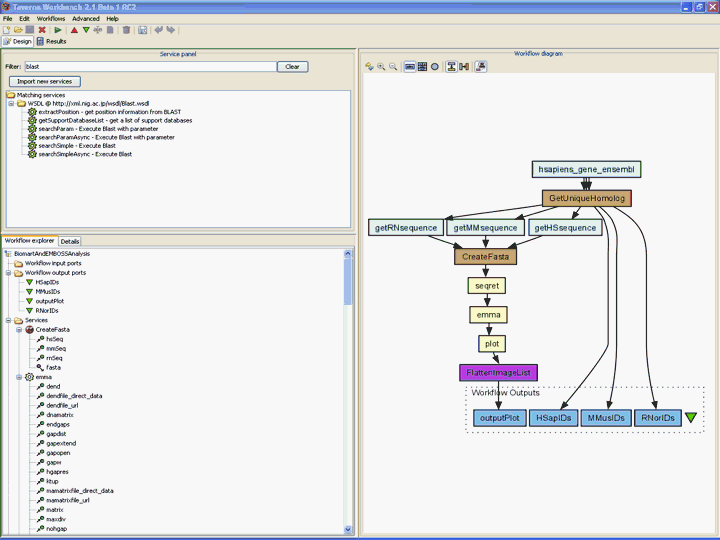 Taverna Workbench 2.1 Beta 1 RC2
File Edit Workflows Advanced Help
Design Results
Service panel
Filter: blast Clear
Import new services
Matching services
WSDL @ http://xml.nig.ac.jp/wsdl/Blast.wsdl
extractPosition - get position information from BLAST
getSupportDatabaseList - get a list of support databases
searchParam - Execute Blast with parameter
searchParamAsync - Execute Blast with parameter
searchSimple - Execute Blast
searchSimpleAsync - Execute Blast
Workflow explorer Details
BiomartAndEMBOSSAnalysis
Workflow input ports
Workflow output ports
HSapIDs
MMusIDs
outputPlot
RNorIDs
Services
CreateFasta
hsSeq
mmSeq
rnSeq
fasta
emma
dend
dendfile_direct_data
dendfile_url
dnamatrix
endgaps
gapdist
gapextend
gapopen
gapw
hgapres
ktup
mamatrixfile_direct_data
mamatrixfile_url
matrix
maxdiv
nohgap
Workflow diagram
hsapiens_gene_ensembl
GetUniqueHomolog
getRNsequence getMMsequence getHSsequence
CreateFasta
seqret
emma
plot
FlattenImageList
Workflow Outputs
outputPlot HSapIDs MMusIDs RNorIDs